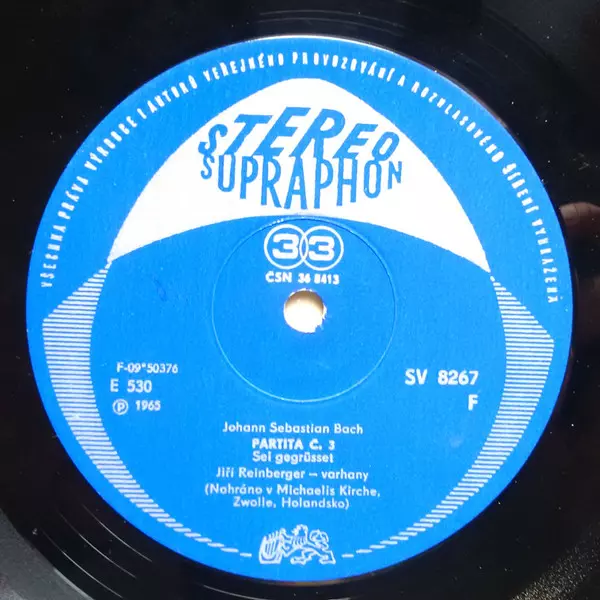 VŠECHNA PRÁVA VÝROBCE I AUTORŮ VEŘEJNÉHO PROVOZOVÁNÍ A ROZHLASOVÉHO ŠÍŘENÍ VYHRAŽENA
STEREO
SUPRAPHON
33
ČSN 36 8413
F-09*50376
E 530
℗ 1965
SV 8267
F
Johann Sebastian Bach
PARTITA Č. 3
Sei gegrüsset
Jiří Reinberger – varhany
(Nahráno v Michaelis Kirche,
Zwolle, Holandsko)